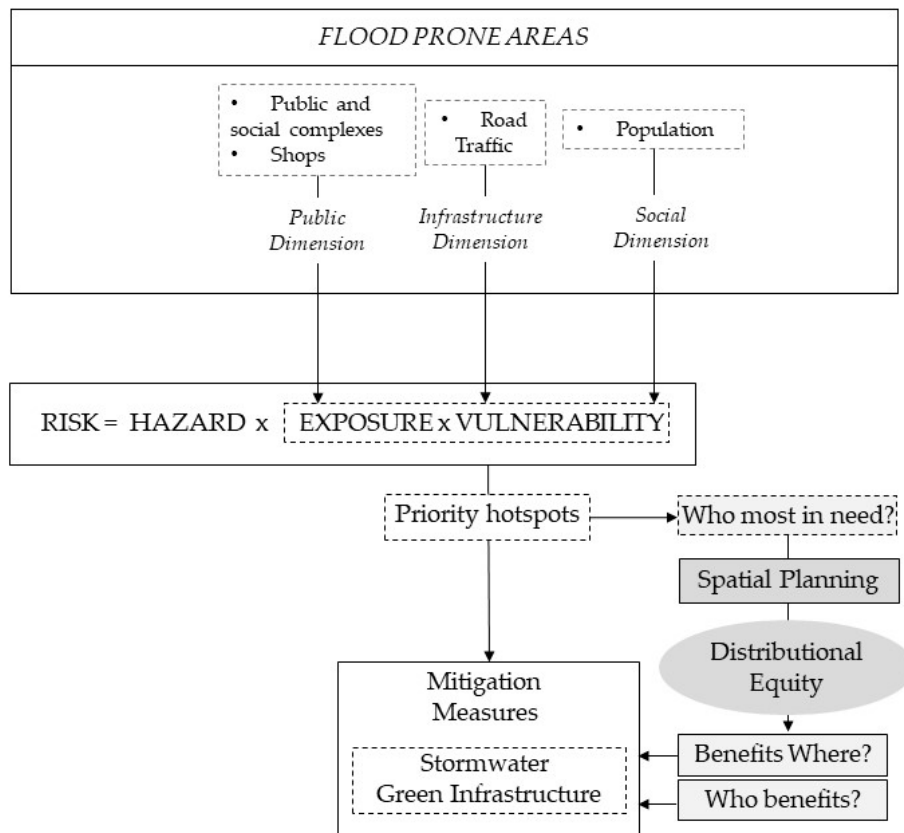 FLOOD PRONE AREAS
• Public and
social complexes
• Shops
• Road
Traffic
• Population
Public
Dimension
Infrastructure
Dimension
Social
Dimension
RISK = HAZARD x EXPOSURE x VULNERABILITY
Priority hotspots
Who most in need?
Spatial Planning
Distributional
Equity
Mitigation
Measures
Stormwater
Green Infrastructure
Benefits Where?
Who benefits?